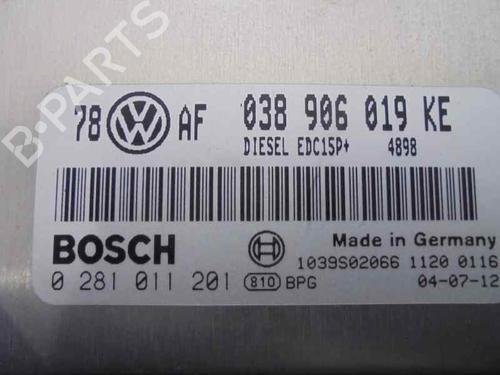 B-PARTS
78 VW AF 038 906 019 KE
DIESEL EDC15P+ 4898
BOSCH
Made in Germany
0 281 011 201 810 BPG
1039S02066 1120 0116
04-07-12